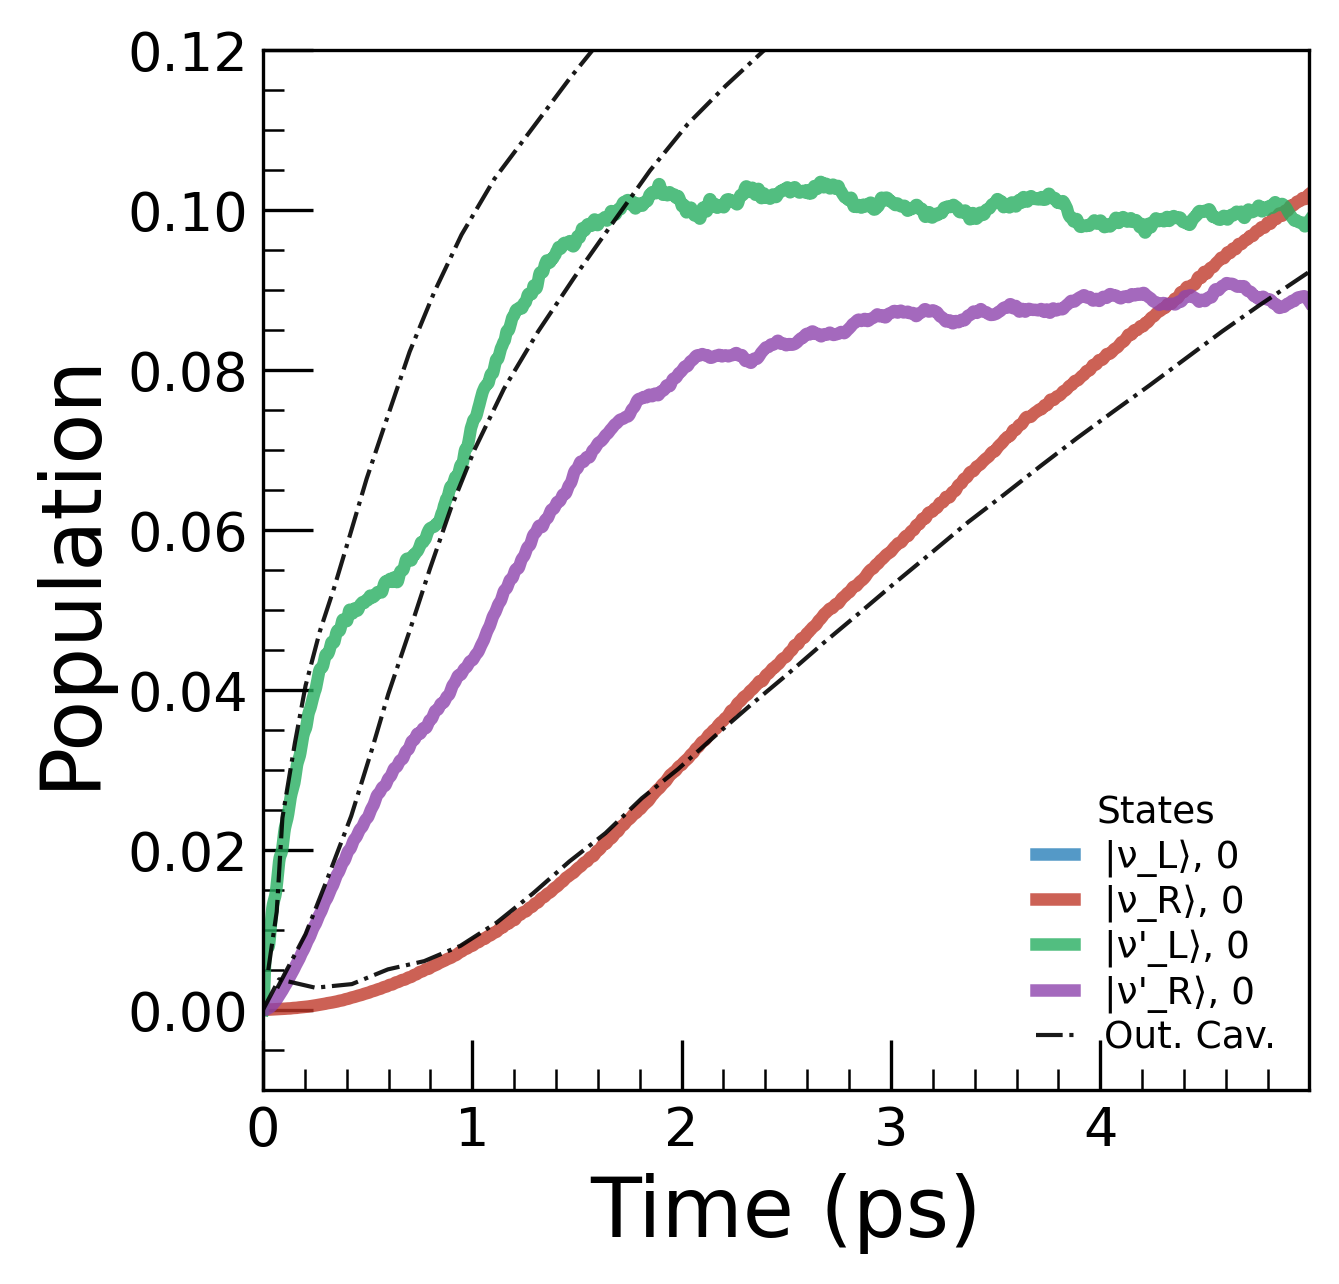 0.12
0.10
0.08
0.06
0.04
0.02
0.00
Population
0
1
2
3
4
Time (ps)
States
|ν_L⟩, 0
|ν_R⟩, 0
|ν'_L⟩, 0
|ν'_R⟩, 0
Out. Cav.